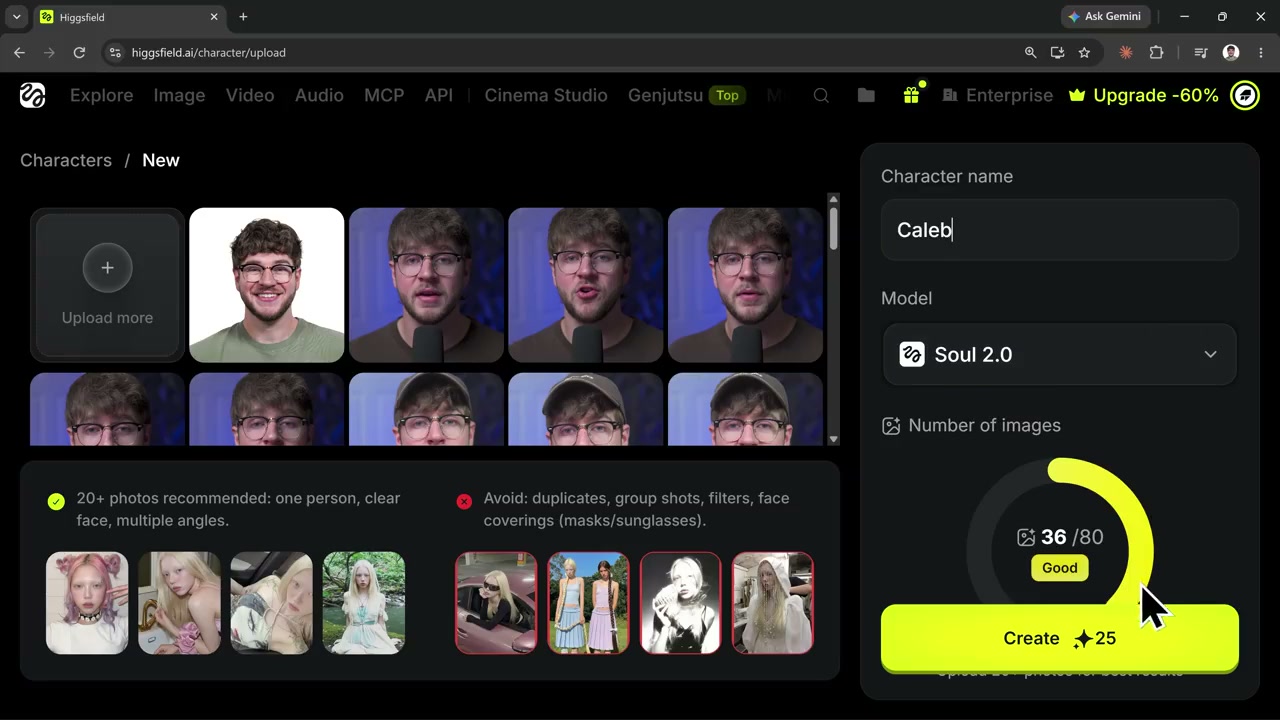 Higgsfield
Ask Gemini
higgsfield.ai/character/upload
Explore
Image
Video
Audio
MCP
API
Cinema Studio
Genjutsu
Top
Enterprise
Upgrade -60%
Characters / New
Upload more
Character name
Caleb
Model
Soul 2.0
Number of images
36 /80
Good
Create 25
20+ photos recommended: one person, clear
face, multiple angles.
Avoid: duplicates, group shots, filters, face
coverings (masks/sunglasses).